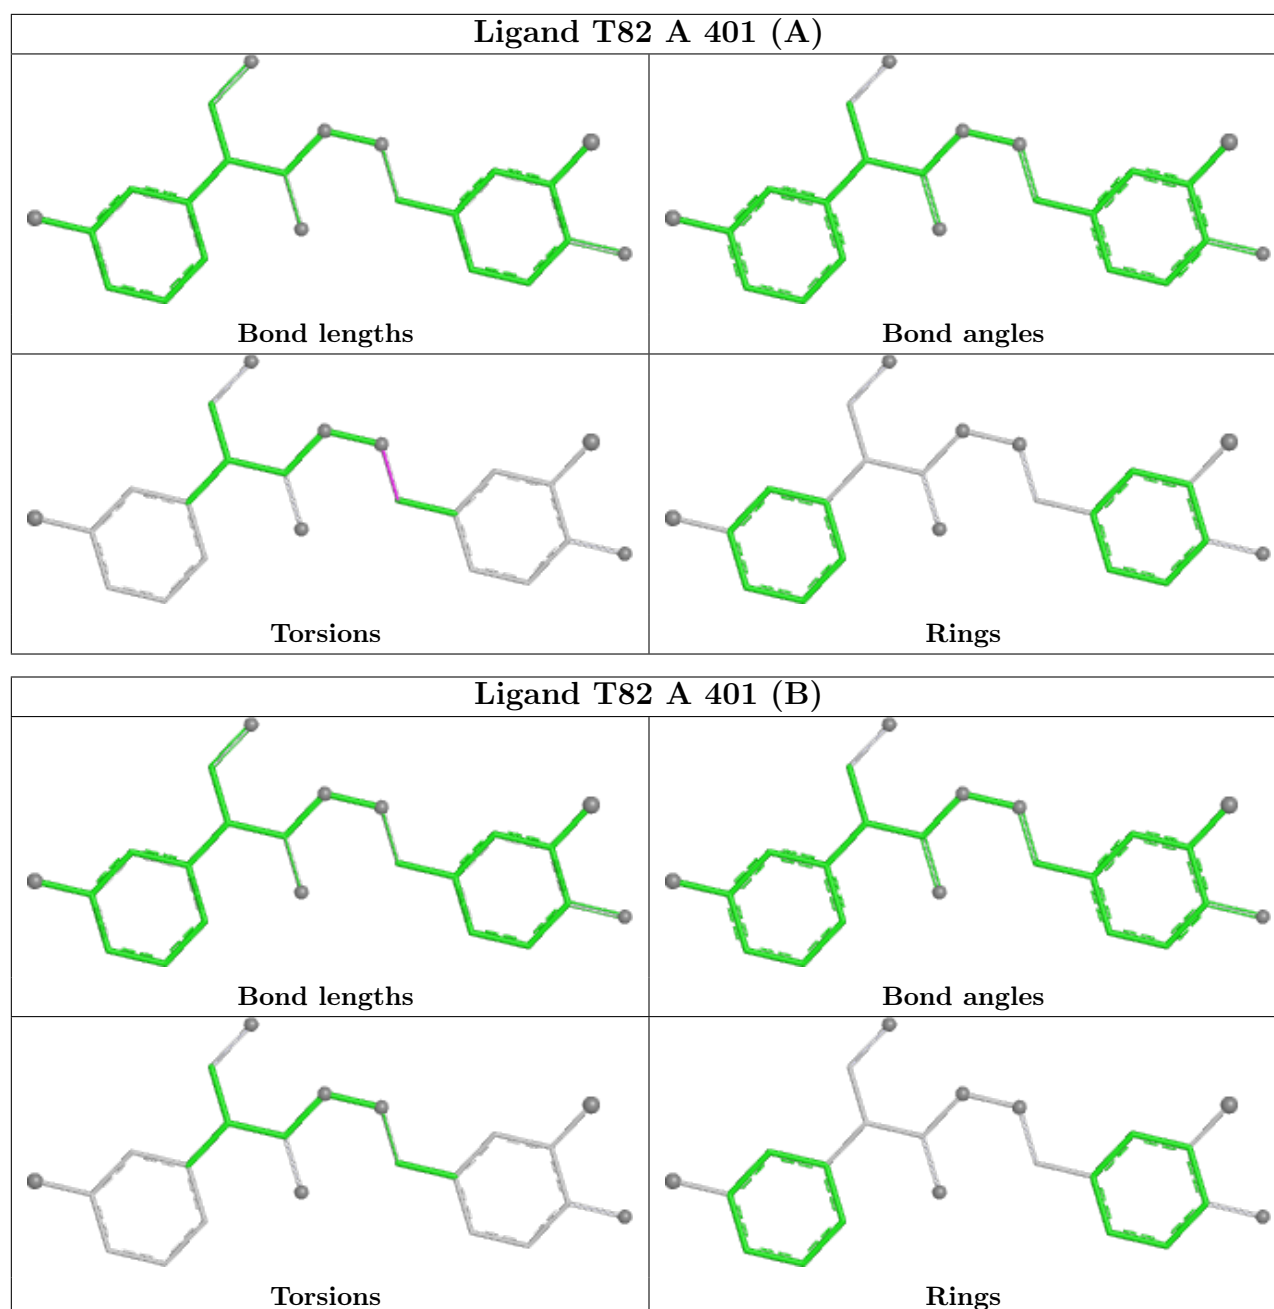 Ligand T82 A 401 (A)
Bond lengths
Bond angles
Torsions
Rings
Ligand T82 A 401 (B)
Bond lengths
Bond angles
Torsions
Rings